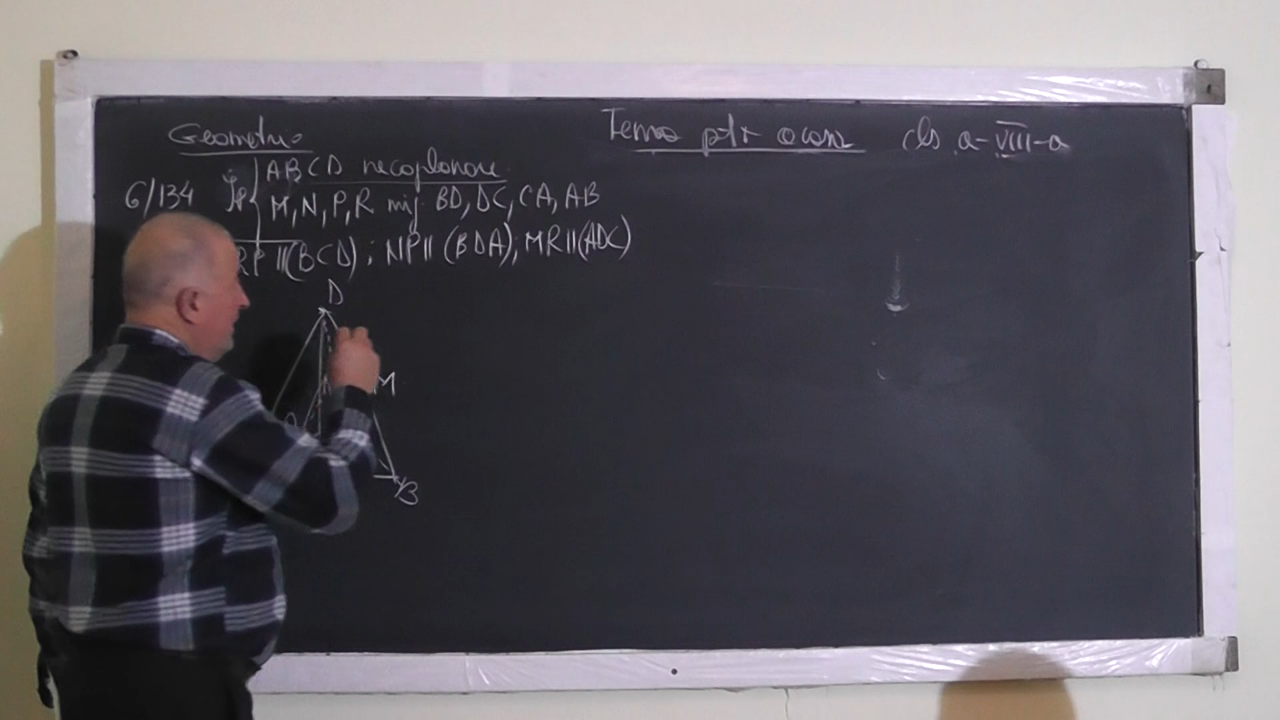 Geometrie
Tema ptr acasă cls. a-VIII-a
6/134 Ip ABCD necoplanare
M, N, P, R mij. BD, DC, CA, AB
RP || (BCD) ; NP || (BDA), MR || (ADC)
D
M
B